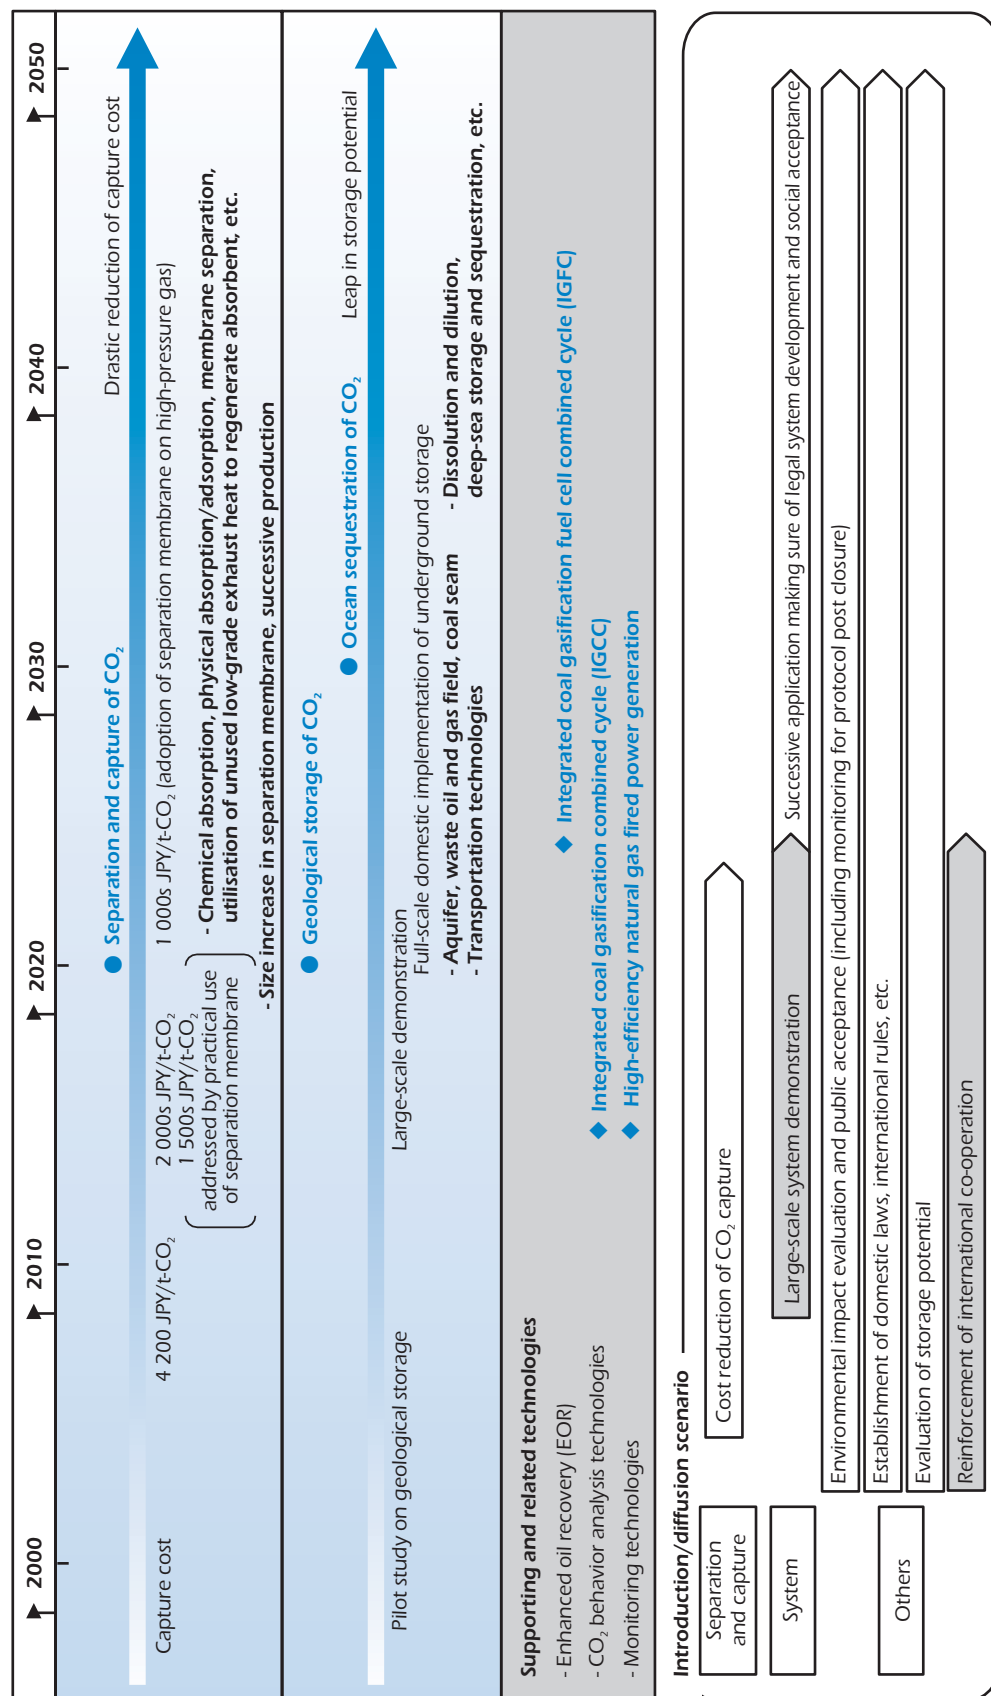 2000
2010
2020
2030
2040
2050
● Separation and capture of CO₂
Drastic reduction of capture cost
Capture cost
4 200 JPY/t-CO₂
2 000s JPY/t-CO₂
1 500s JPY/t-CO₂
addressed by practical use
of separation membrane
1 000s JPY/t-CO₂ (adoption of separation membrane on high-pressure gas)
- Chemical absorption, physical absorption/adsorption, membrane separation,
utilisation of unused low-grade exhaust heat to regenerate absorbent, etc.
- Size increase in separation membrane, successive production
● Geological storage of CO₂
● Ocean sequestration of CO₂
Leap in storage potential
Pilot study on geological storage
Large-scale demonstration
Full-scale domestic implementation of underground storage
- Aquifer, waste oil and gas field, coal seam
- Transportation technologies
- Dissolution and dilution,
deep-sea storage and sequestration, etc.
Supporting and related technologies
- Enhanced oil recovery (EOR)
- CO₂ behavior analysis technologies
- Monitoring technologies
◆ Integrated coal gasification fuel cell combined cycle (IGFC)
◆ Integrated coal gasification combined cycle (IGCC)
◆ High-efficiency natural gas fired power generation
Introduction/diffusion scenario
Separation
and capture
Cost reduction of CO₂ capture
System
Large-scale system demonstration
Successive application making sure of legal system development and social acceptance
Others
Environmental impact evaluation and public acceptance (including monitoring for protocol post closure)
Establishment of domestic laws, international rules, etc.
Evaluation of storage potential
Reinforcement of international co-operation